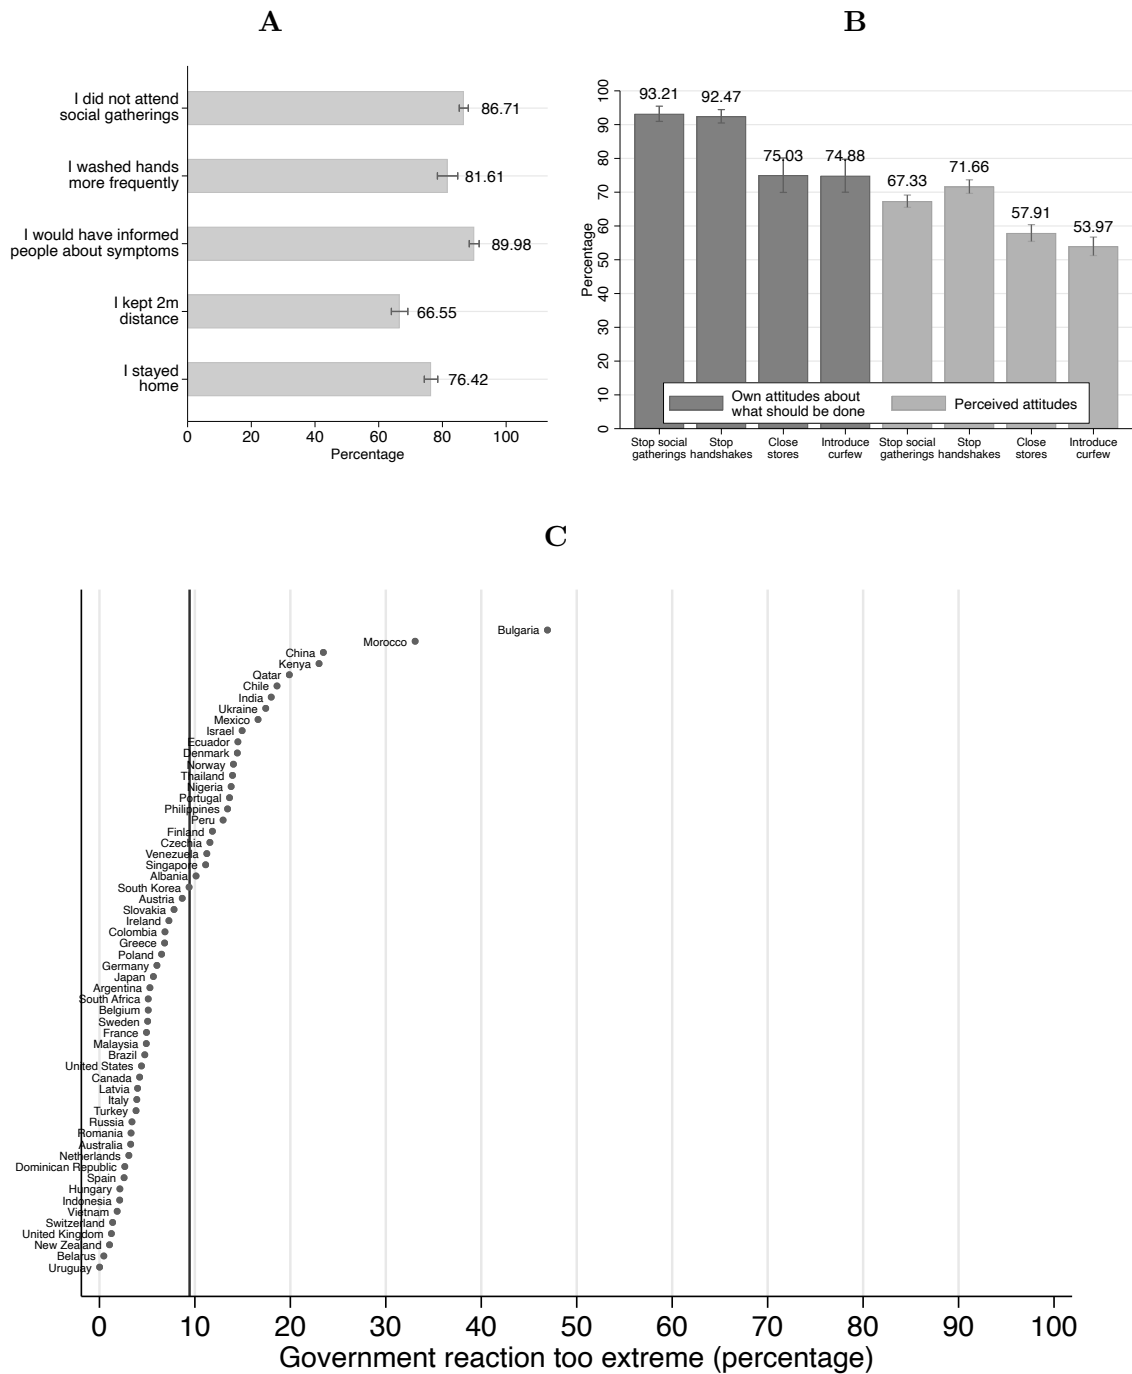 A
I did not attend
social gatherings
86.71
I washed hands
more frequently
81.61
I would have informed
people about symptoms
89.98
I kept 2m
distance
66.55
I stayed
home
76.42
0 20 40 60 80 100
Percentage
B
Percentage
100
90
80
70
60
50
40
30
20
10
0
93.21 92.47 75.03 74.88 67.33 71.66 57.91 53.97
Own attitudes about
what should be done
Perceived attitudes
Stop social Stop Close Introduce Stop social Stop Close Introduce
gatherings handshakes stores curfew gatherings handshakes stores curfew
C
Bulgaria
Morocco
China
Kenya
Qatar
Chile
India
Ukraine
Mexico
Israel
Ecuador
Denmark
Norway
Thailand
Nigeria
Portugal
Philippines
Peru
Finland
Czechia
Venezuela
Singapore
Albania
South Korea
Austria
Slovakia
Ireland
Colombia
Greece
Poland
Germany
Japan
Argentina
South Africa
Belgium
Sweden
France
Malaysia
Brazil
United States
Canada
Latvia
Italy
Turkey
Russia
Romania
Australia
Netherlands
Dominican Republic
Spain
Hungary
Indonesia
Vietnam
Switzerland
United Kingdom
New Zealand
Belarus
Uruguay
0 10 20 30 40 50 60 70 80 90 100
Government reaction too extreme (percentage)